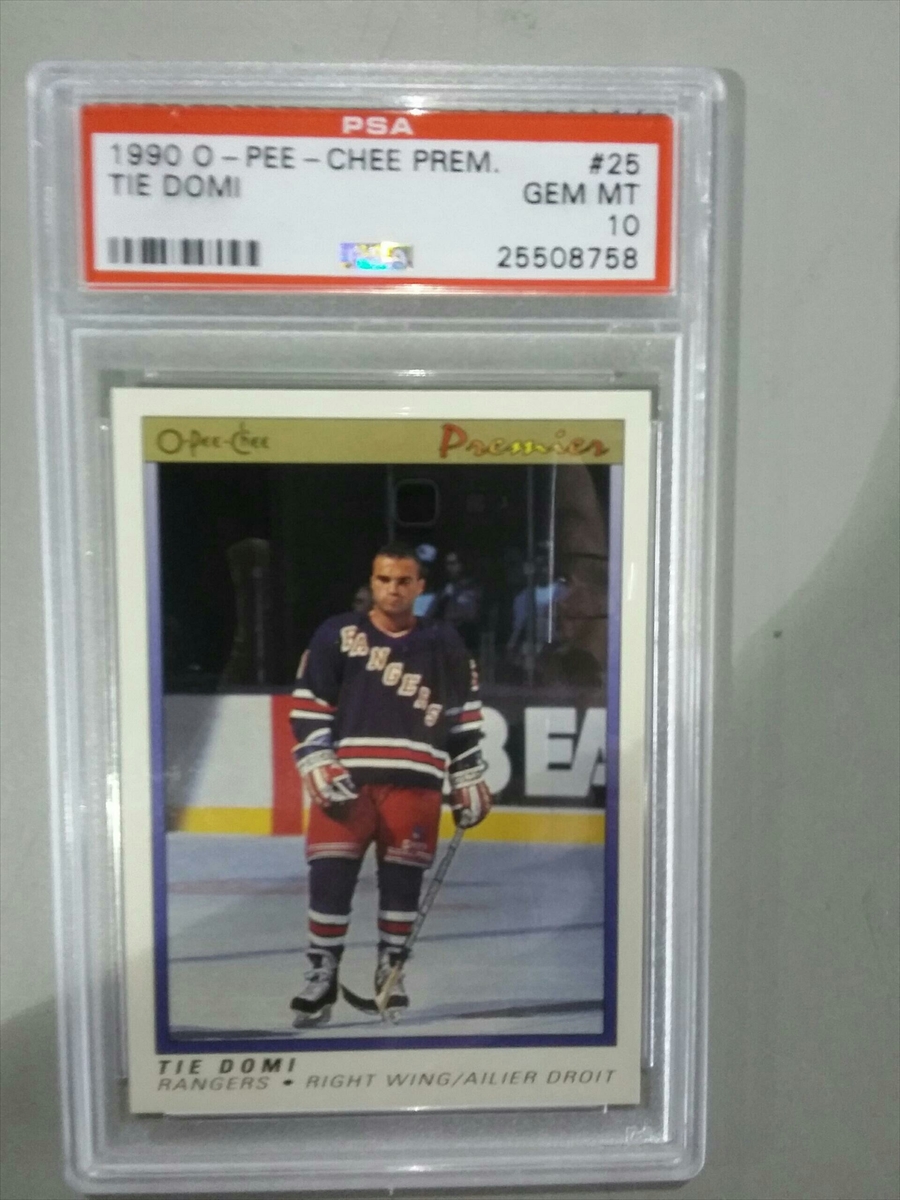 PSA
1990 O-PEE-CHEE PREM. #25
TIE DOMI GEM MT
10
25508758
O-Pee-Chee Premier
RANGERS
BEA
TIE DOMI
RANGERS • RIGHT WING/AILIER DROIT